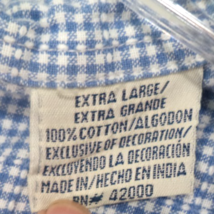 EXTRA LARGE/
EXTRA GRANDE
100% COTTON/ALGODON
EXCLUSIVE OF DECORATION/
EXCLUYENDO LA DECORACIÓN
MADE IN/HECHO EN INDIA
RN# 42000